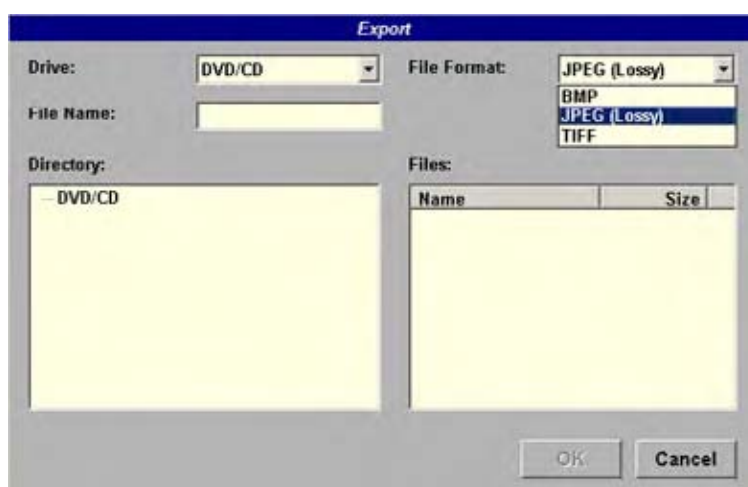 Export
Drive:
DVD/CD
File Format:
JPEG (Lossy)
BMP
JPEG (Lossy)
TIFF
File Name:
Directory:
Files:
DVD/CD
Name
Size
OK
Cancel